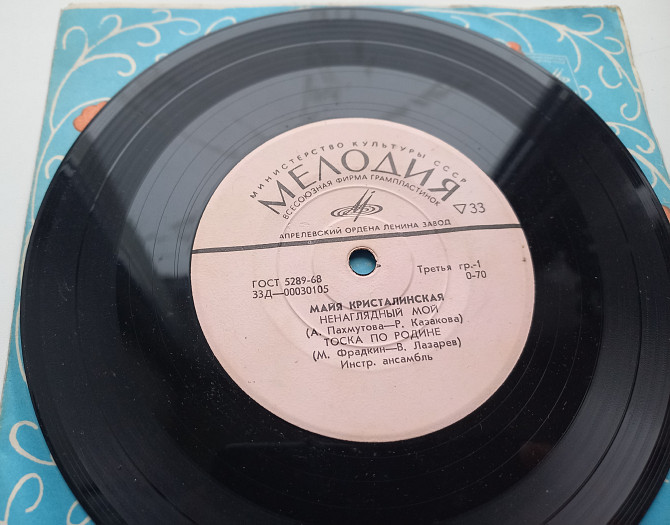 МИНИСТЕРСТВО КУЛЬТУРЫ СССР
МЕЛОДИЯ
ВСЕСОЮЗНАЯ ФИРМА ГРАМПЛАСТИНОК
33
АПРЕЛЕВСКИЙ ОРДЕНА ЛЕНИНА ЗАВОД
ГОСТ 5289-68
33Д—00030105
Третья гр.-1
0-70
МАЙЯ КРИСТАЛИНСКАЯ
НЕНАГЛЯДНЫЙ МОЙ
(А. Пахмутова—Р. Казакова)
ТОСКА ПО РОДИНЕ
(М. Фрадкин—В. Лазарев)
Инстр. ансамбль